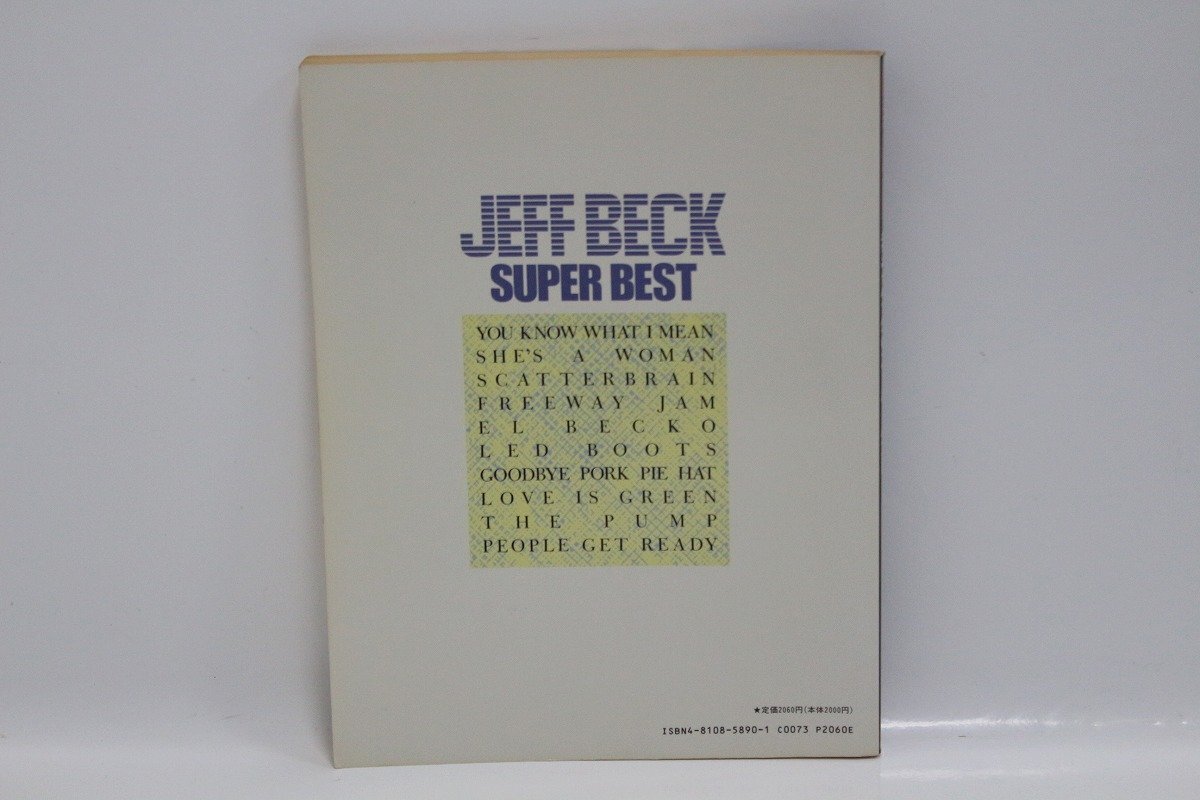 JEFF BECK
SUPER BEST
YOU KNOW WHAT I MEAN
SHE'S A WOMAN
SCATTERBRAIN
FREEWAY JAM
EL BECKO
LED BOOTS
GOODBYE PORK PIE HAT
LOVE IS GREEN
THE PUMP
PEOPLE GET READY
★定価2060円(本体2000円)
ISBN4-8108-5890-1 C0073 P2060E